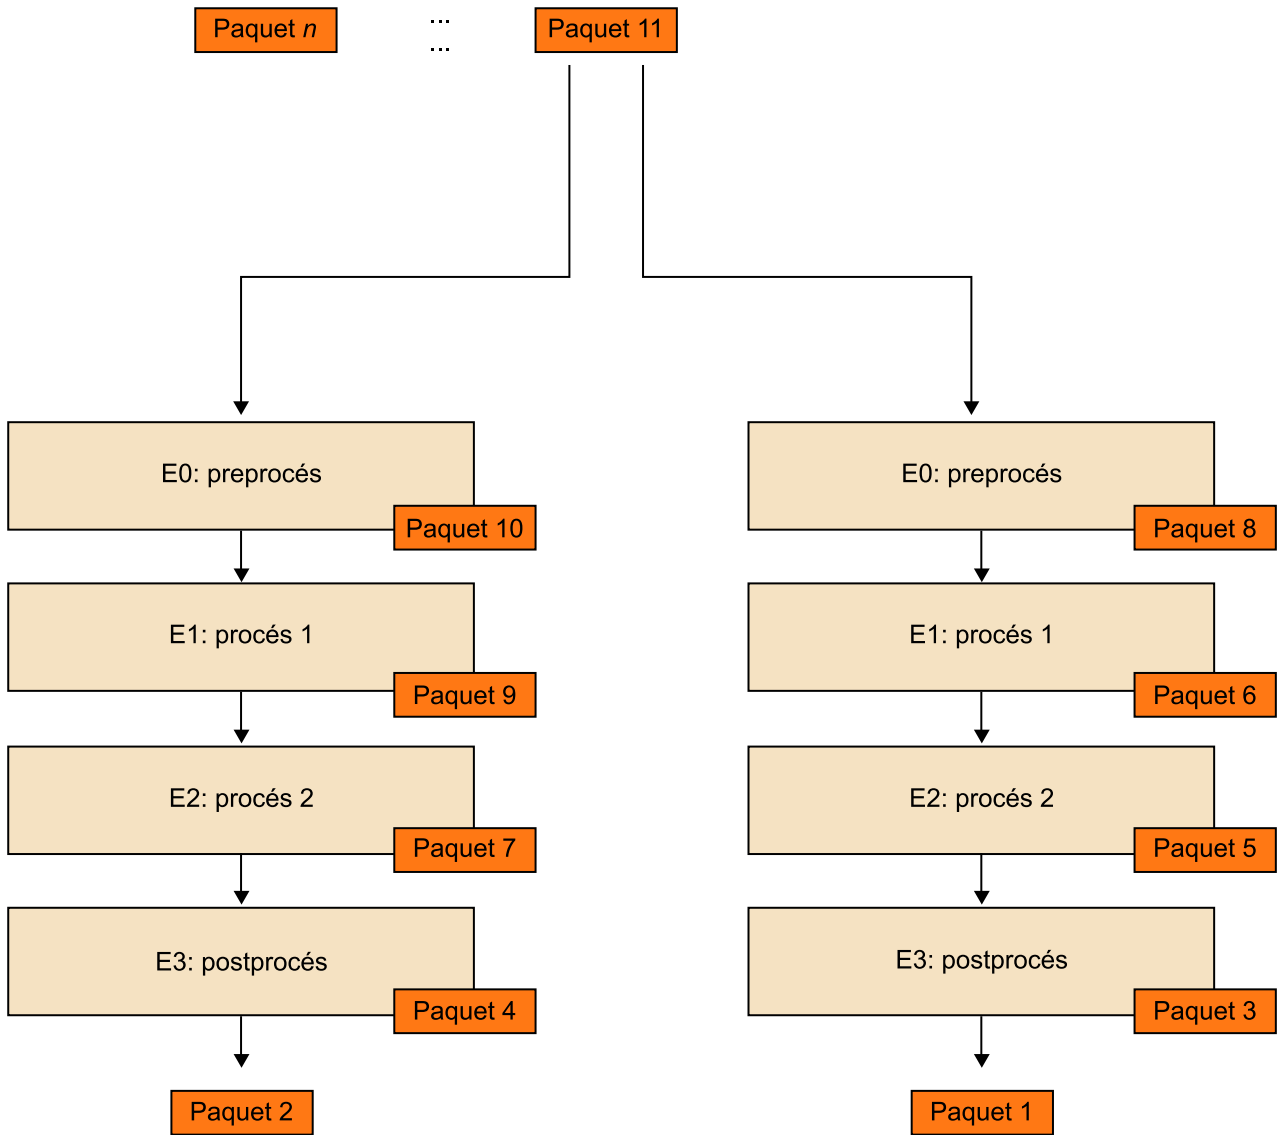 Paquet n
...
...
Paquet 11
E0: preprocés
Paquet 10
E1: procés 1
Paquet 9
E2: procés 2
Paquet 7
E3: postprocés
Paquet 4
Paquet 2
E0: preprocés
Paquet 8
E1: procés 1
Paquet 6
E2: procés 2
Paquet 5
E3: postprocés
Paquet 3
Paquet 1